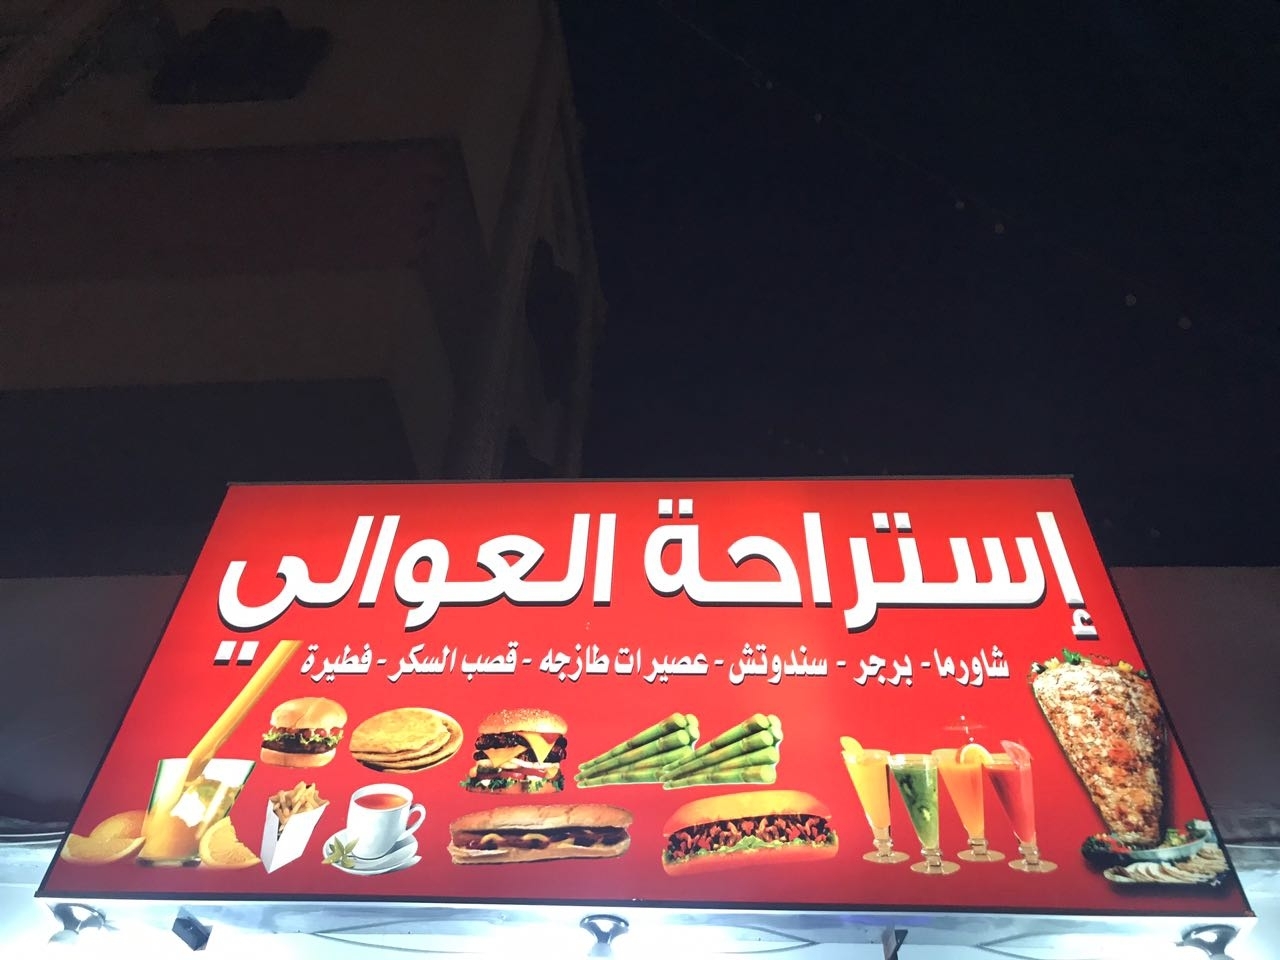 إستراحة العوالي
شاورما - برجر - سندوتش - عصيرات طازجه - قصب السكر - فطيرة